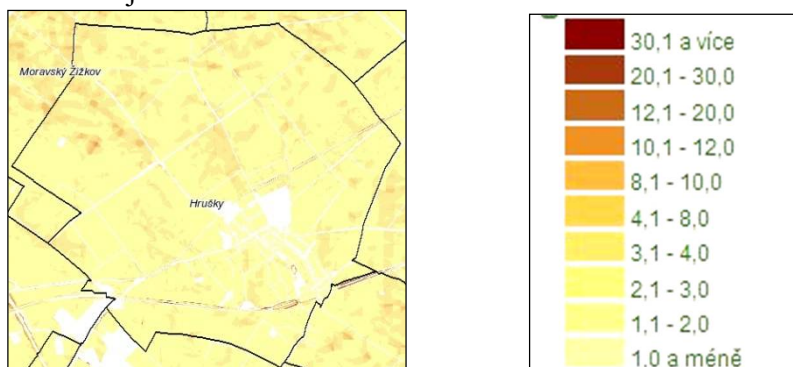 Moravský Žižkov
Hrušky
30,1 a více
20,1 - 30,0
12,1 - 20,0
10,1 - 12,0
8,1 - 10,0
4,1 - 8,0
3,1 - 4,0
2,1 - 3,0
1,1 - 2,0
1,0 a méně